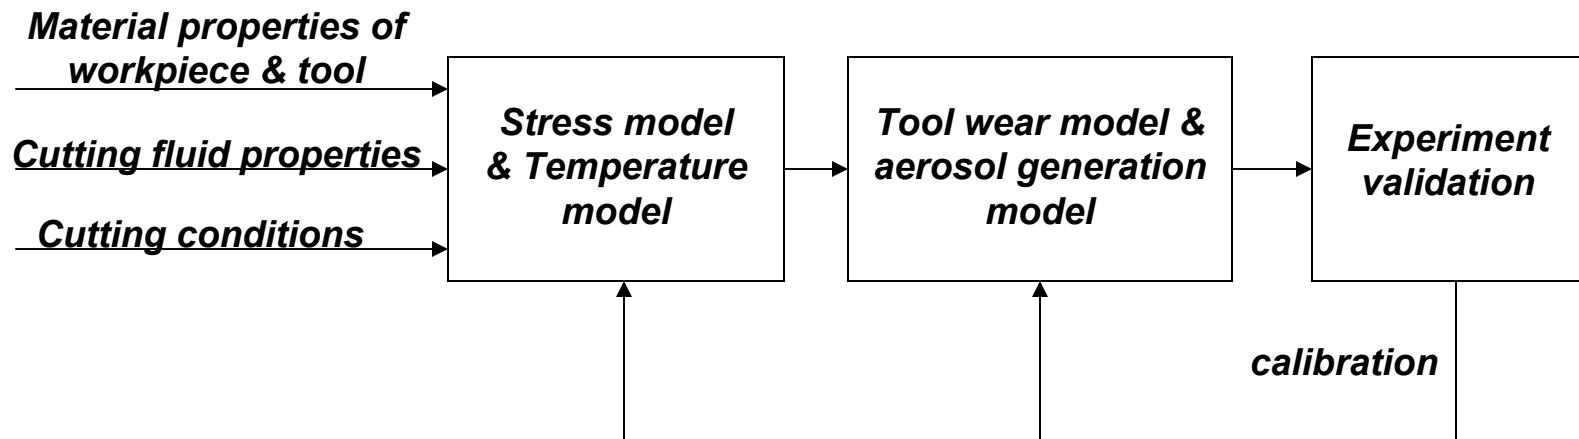 Material properties of
workpiece & tool
Cutting fluid properties
Cutting conditions
Stress model
& Temperature
model
Tool wear model &
aerosol generation
model
Experiment
validation
calibration